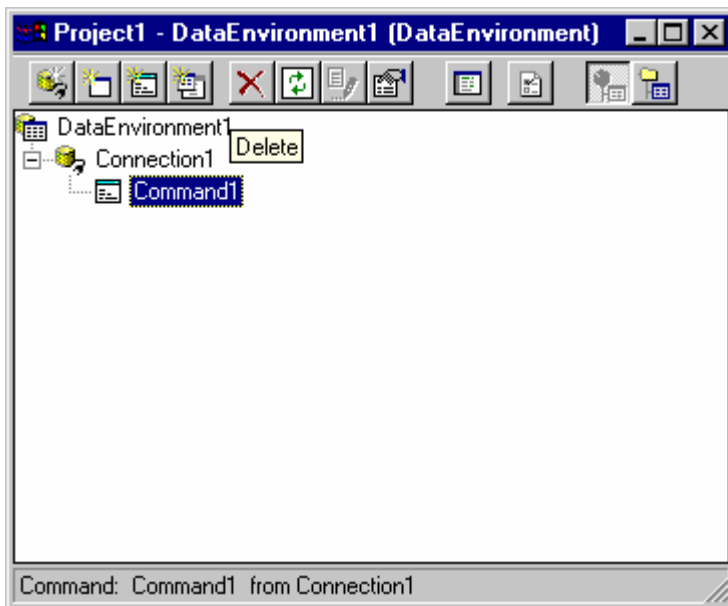 Project1 - DataEnvironment1 (DataEnvironment)
DataEnvironment1
Delete
Connection1
Command1
Command: Command1 from Connection1